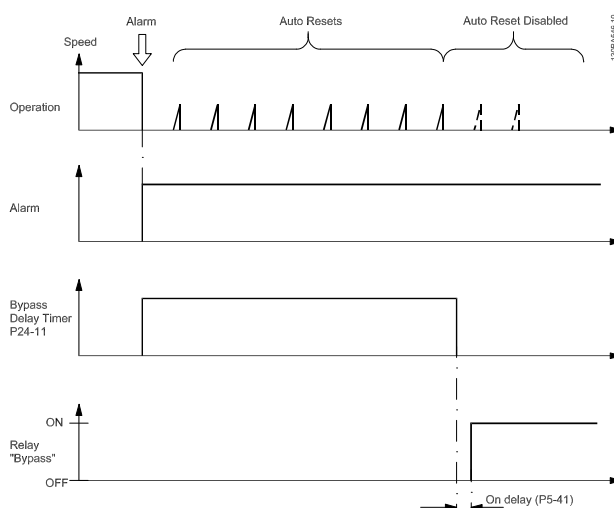 Alarm
Auto Resets
Auto Reset Disabled
Speed
Operation
Alarm
Bypass
Delay Timer
P24-11
ON
Relay
"Bypass"
OFF
On delay (P5-41)